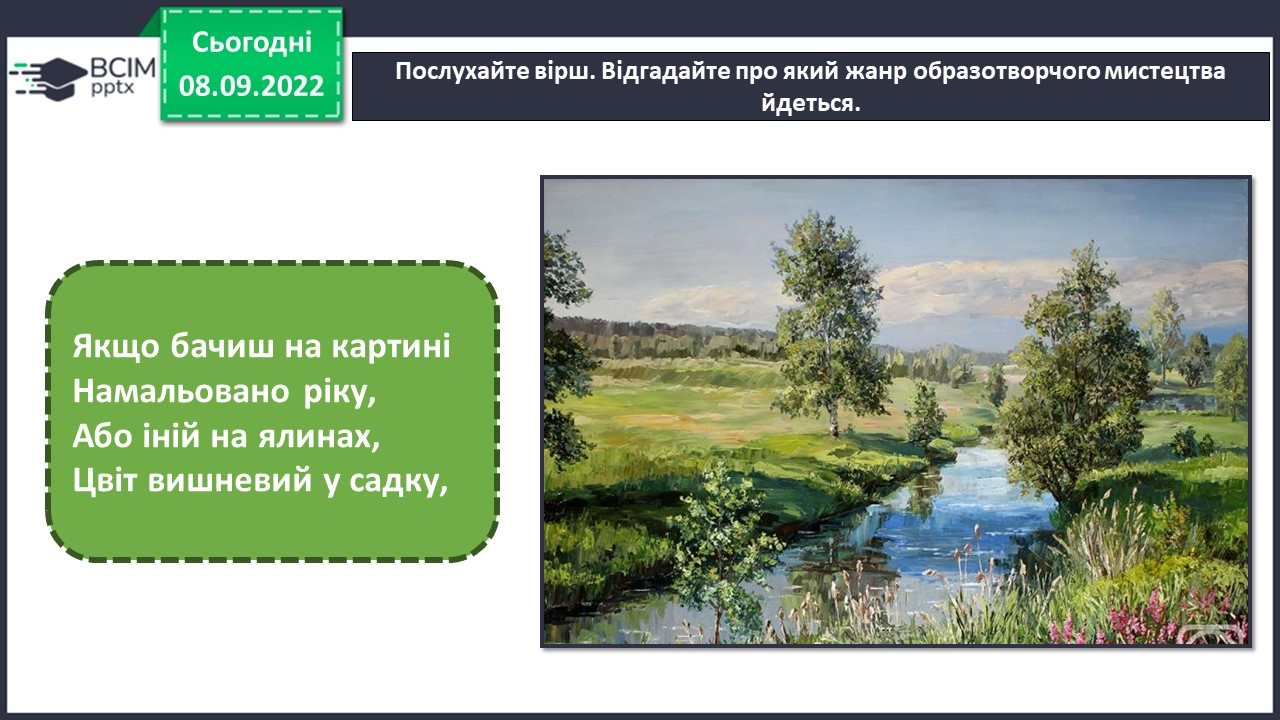 Сьогодні
08.09.2022
BCIM
pptx
Послухайте вірш. Відгадайте про який жанр образотворчого мистецтва
йдеться.
Якщо бачиш на картині
Намальовано ріку,
Або іній на ялинах,
Цвіт вишневий у садку,